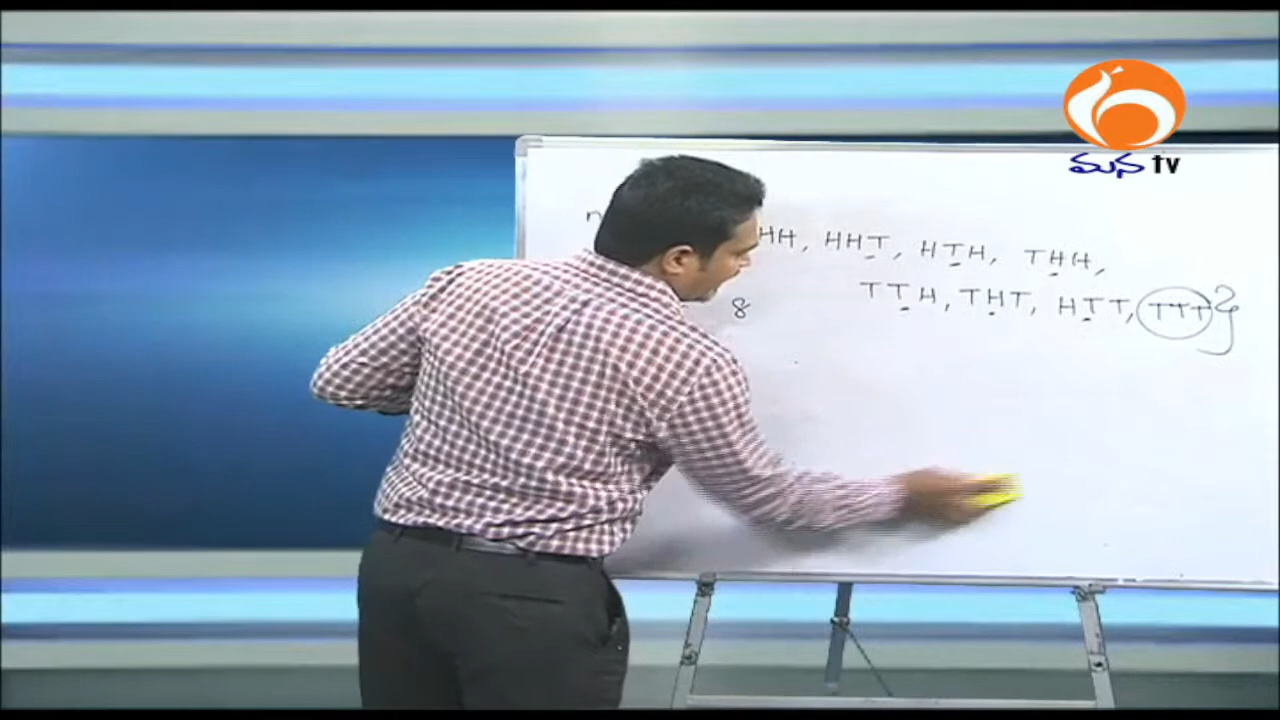 మన tv
n
HH, HHT, HTH, THH,
8 TTH, THT, HTT, TTT}